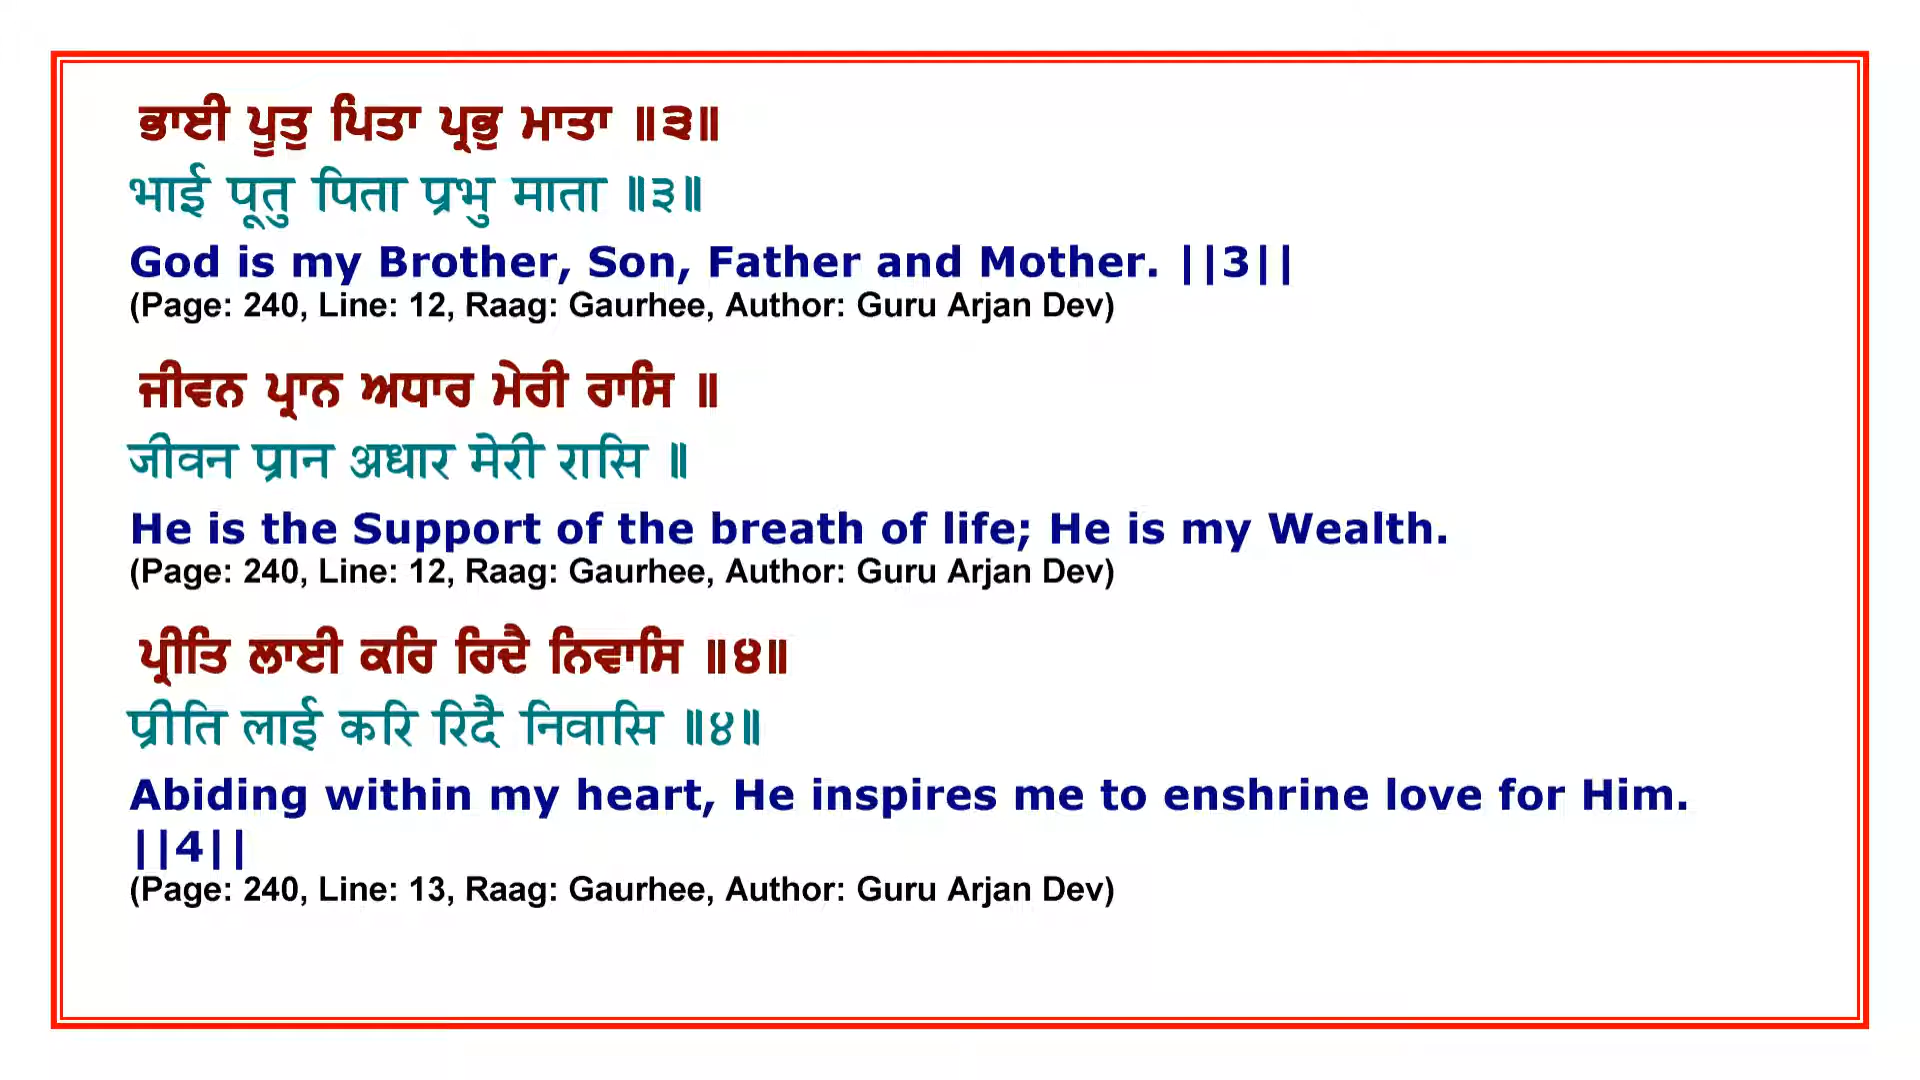 ਭਾਈ ਪੂਤੁ ਪਿਤਾ ਪ੍ਰਭੁ ਮਾਤਾ ॥੩॥
भाई पूतु पिता प्रभु माता ॥३॥
God is my Brother, Son, Father and Mother. ||3||
(Page: 240, Line: 12, Raag: Gaurhee, Author: Guru Arjan Dev)
ਜੀਵਨ ਪ੍ਰਾਨ ਅਧਾਰ ਮੇਰੀ ਰਾਸਿ ॥
जीवन प्रान अधार मेरी रासि ॥
He is the Support of the breath of life; He is my Wealth.
(Page: 240, Line: 12, Raag: Gaurhee, Author: Guru Arjan Dev)
ਪ੍ਰੀਤਿ ਲਾਈ ਕਰਿ ਰਿਦੈ ਨਿਵਾਸਿ ॥੪॥
प्रीति लाई करि रिदै निवासि ॥४॥
Abiding within my heart, He inspires me to enshrine love for Him.
||4||
(Page: 240, Line: 13, Raag: Gaurhee, Author: Guru Arjan Dev)